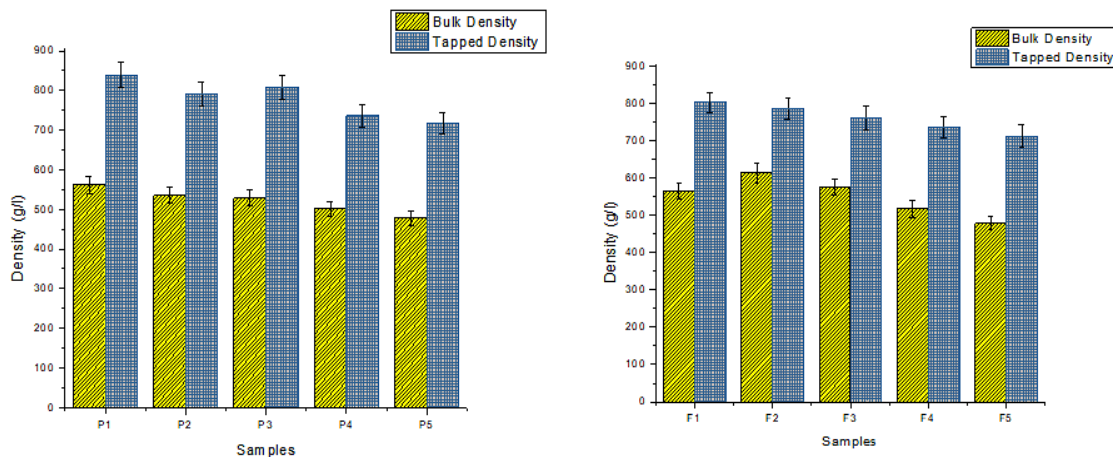 Bulk Density
Tapped Density
900
800
700
600
500
400
300
200
100
0
Density (g/l)
P1 P2 P3 P4 P5
Samples
Bulk Density
Tapped Density
900
800
700
600
500
400
300
200
100
0
Density (g/l)
F1 F2 F3 F4 F5
Samples